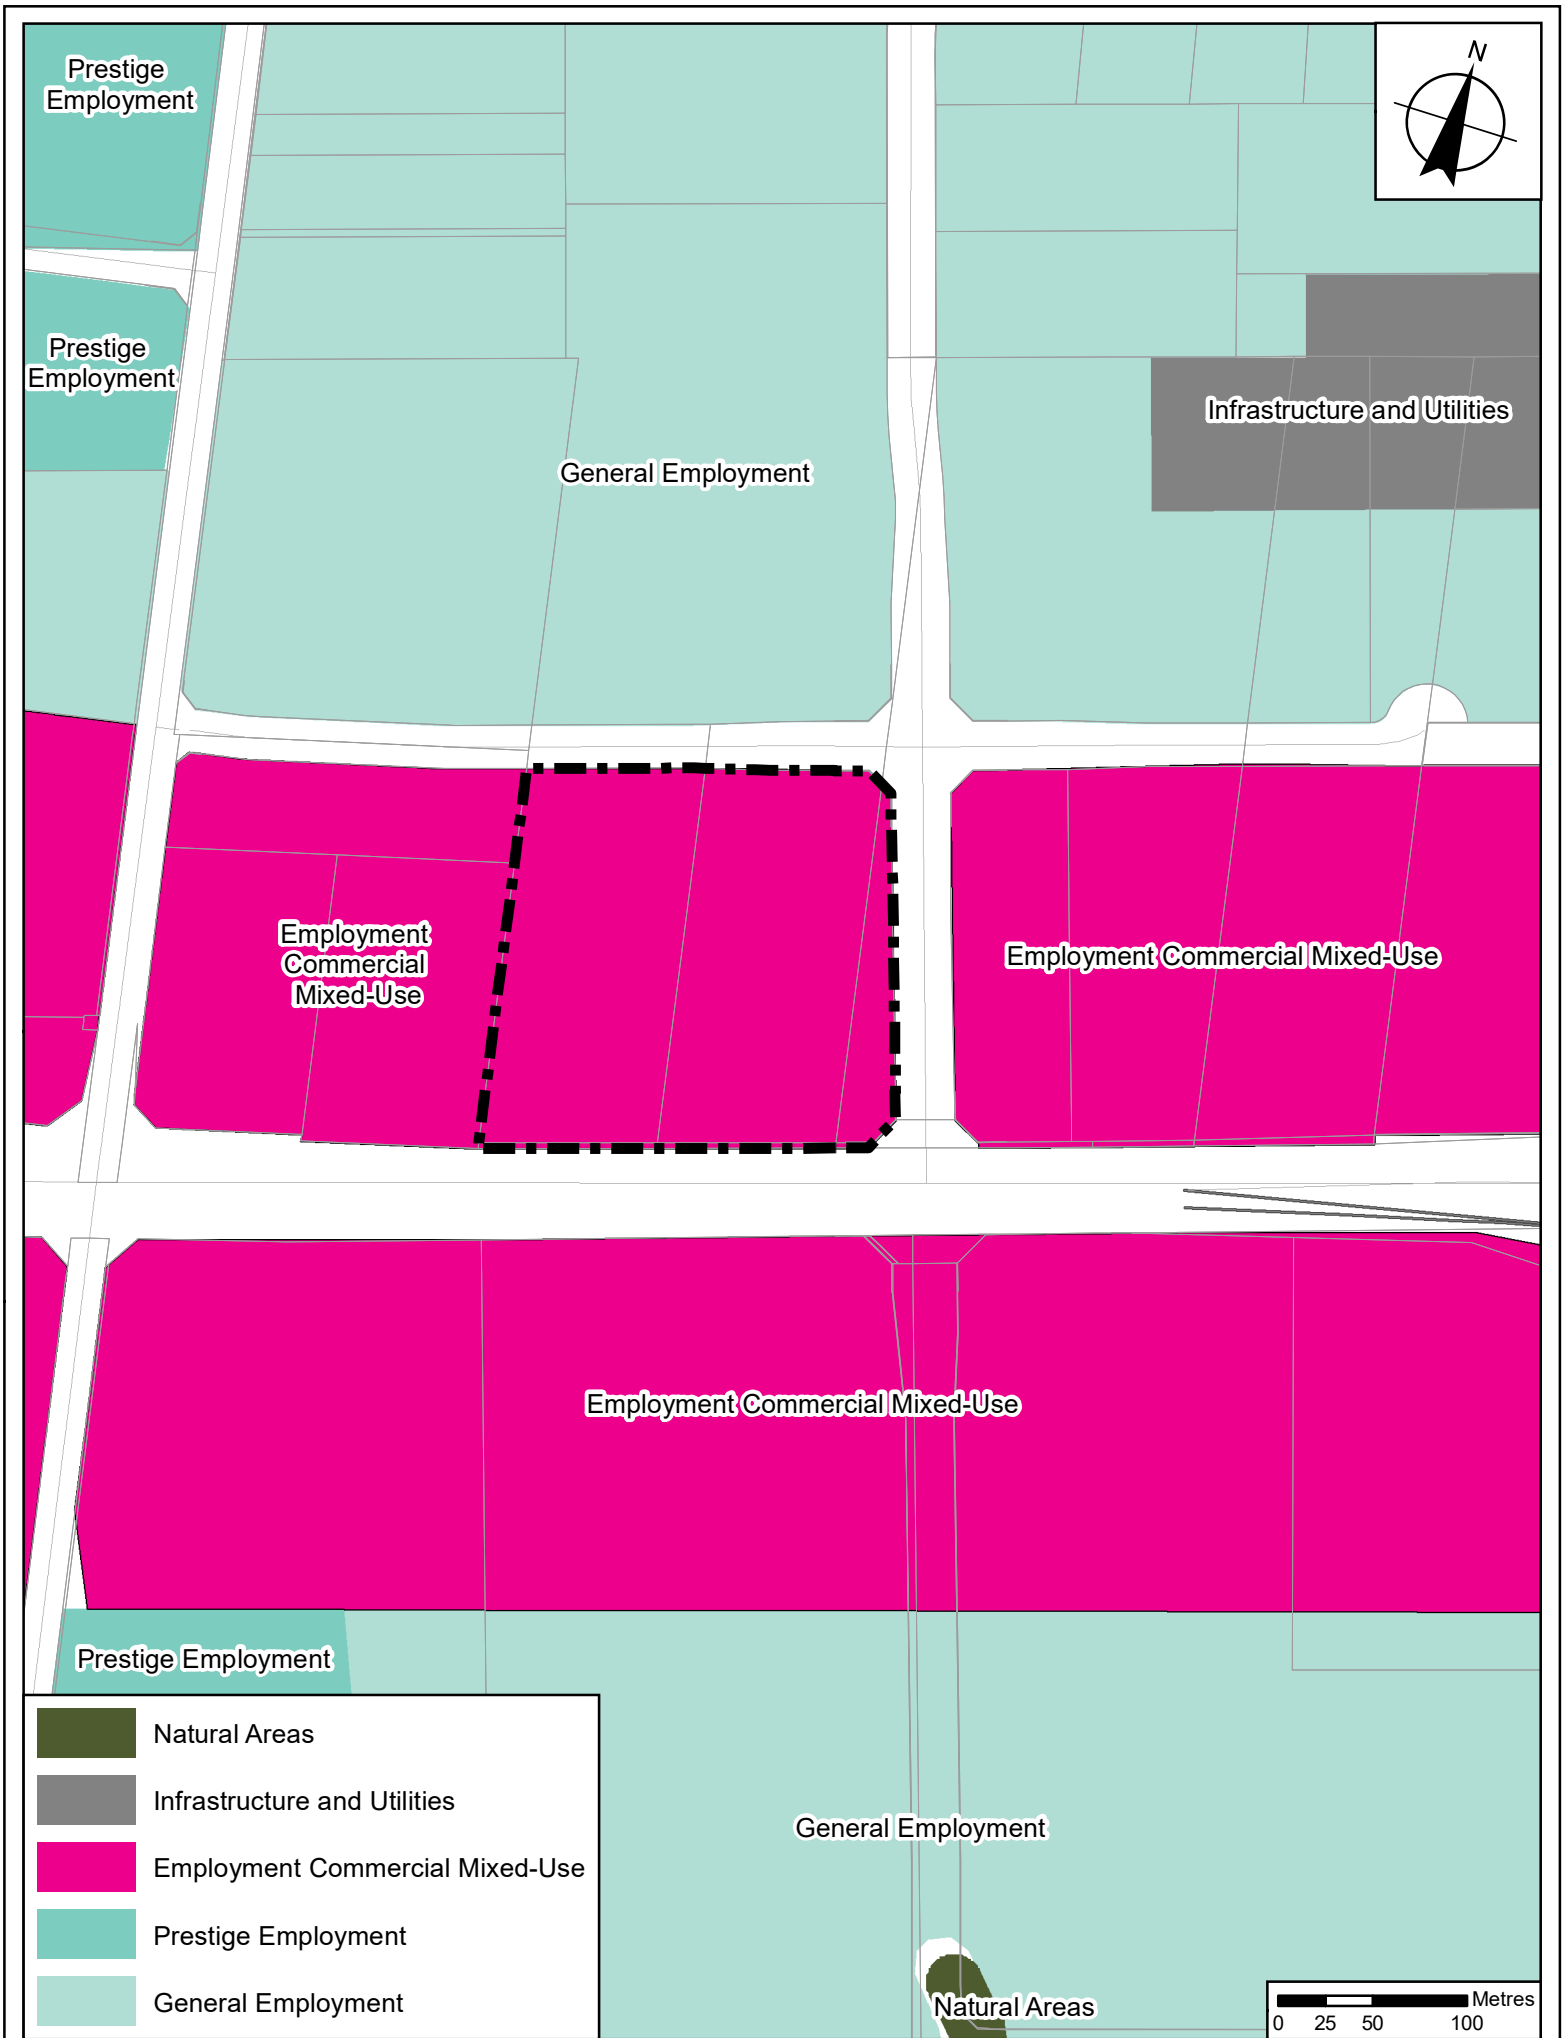 Prestige
Employment
N
Prestige
Employment
Infrastructure and Utilities
General Employment
Employment
Commercial
Mixed-Use
Employment Commercial Mixed-Use
Employment Commercial Mixed-Use
Prestige Employment
Natural Areas
Infrastructure and Utilities
Employment Commercial Mixed-Use
Prestige Employment
General Employment
General Employment
Natural Areas
Metres
0 25 50 100